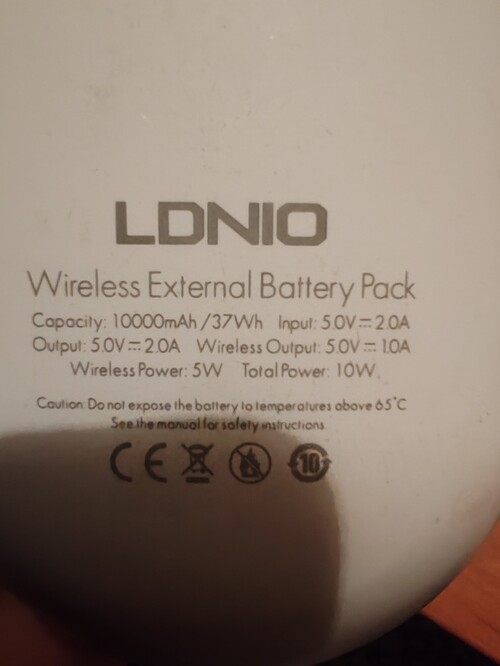 LDNIO
Wireless External Battery Pack
Capacity: 10000mAh/37Wh Input: 5.0V⎓2.0A
Output: 5.0V⎓2.0A Wireless Output: 5.0V⎓1.0A
Wireless Power: 5W Total Power: 10W.
Caution: Do not expose the battery to temperatures above 65°C
See the manual for safety instructions.
CE 10